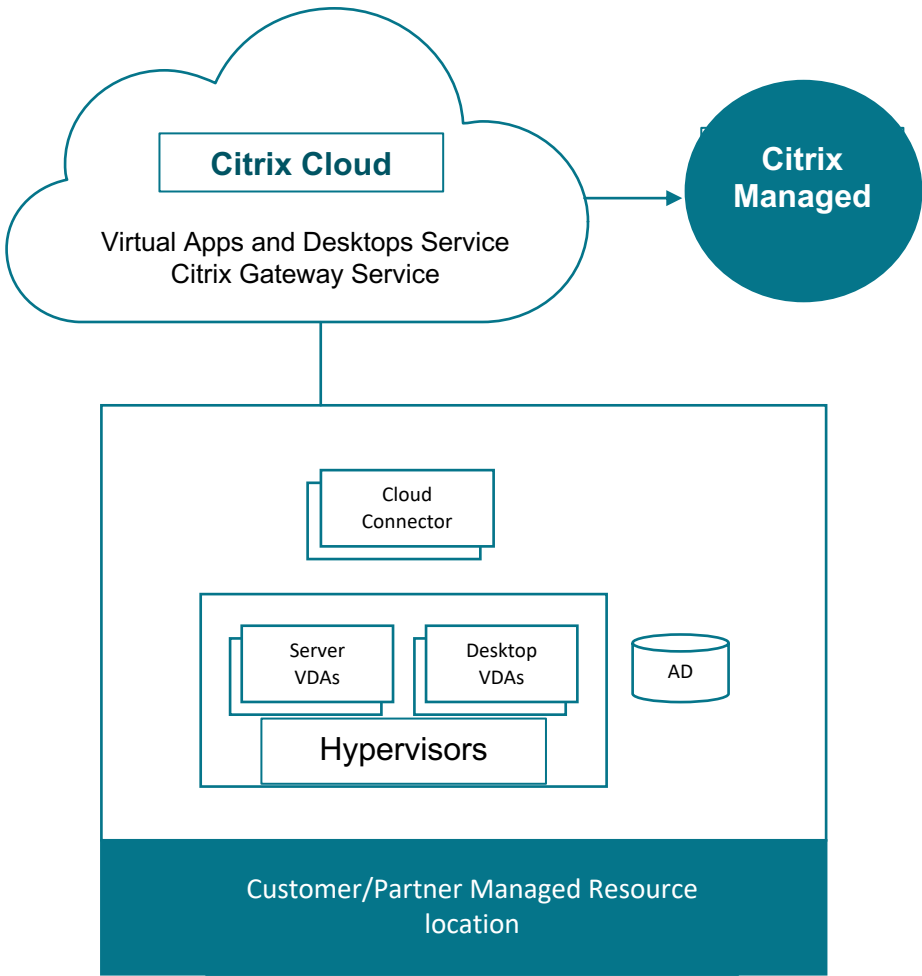 Citrix Cloud
Virtual Apps and Desktops Service
Citrix Gateway Service
Citrix
Managed
Cloud
Connector
Server
VDAs
Desktop
VDAs
AD
Hypervisors
Customer/Partner Managed Resource
location